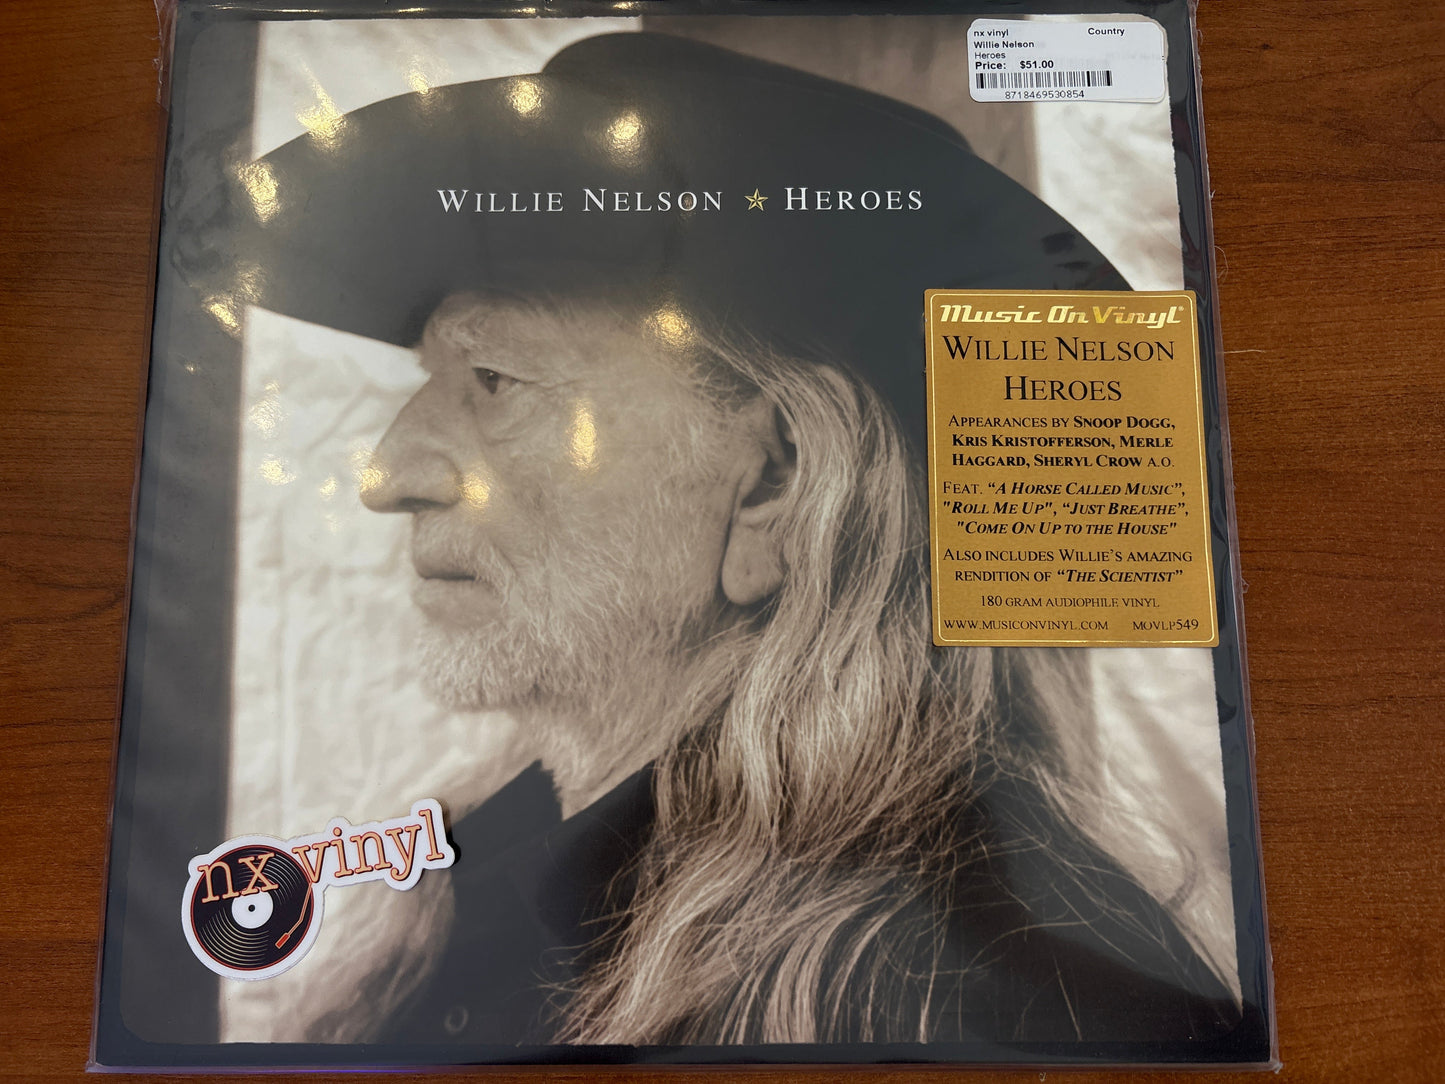 nx vinyl Country
Willie Nelson
Heroes
Price: $51.00
8718469530854
WILLIE NELSON HEROES
Music On Vinyl
WILLIE NELSON
HEROES
APPEARANCES BY SNOOP DOGG,
KRIS KRISTOFFERSON, MERLE
HAGGARD, SHERYL CROW A.O.
FEAT. “A HORSE CALLED MUSIC”,
"ROLL ME UP", “JUST BREATHE”,
"COME ON UP TO THE HOUSE"
ALSO INCLUDES WILLIE’S AMAZING
RENDITION OF “THE SCIENTIST”
180 GRAM AUDIOPHILE VINYL
WWW.MUSICONVINYL.COM MOVLP549
nx vinyl